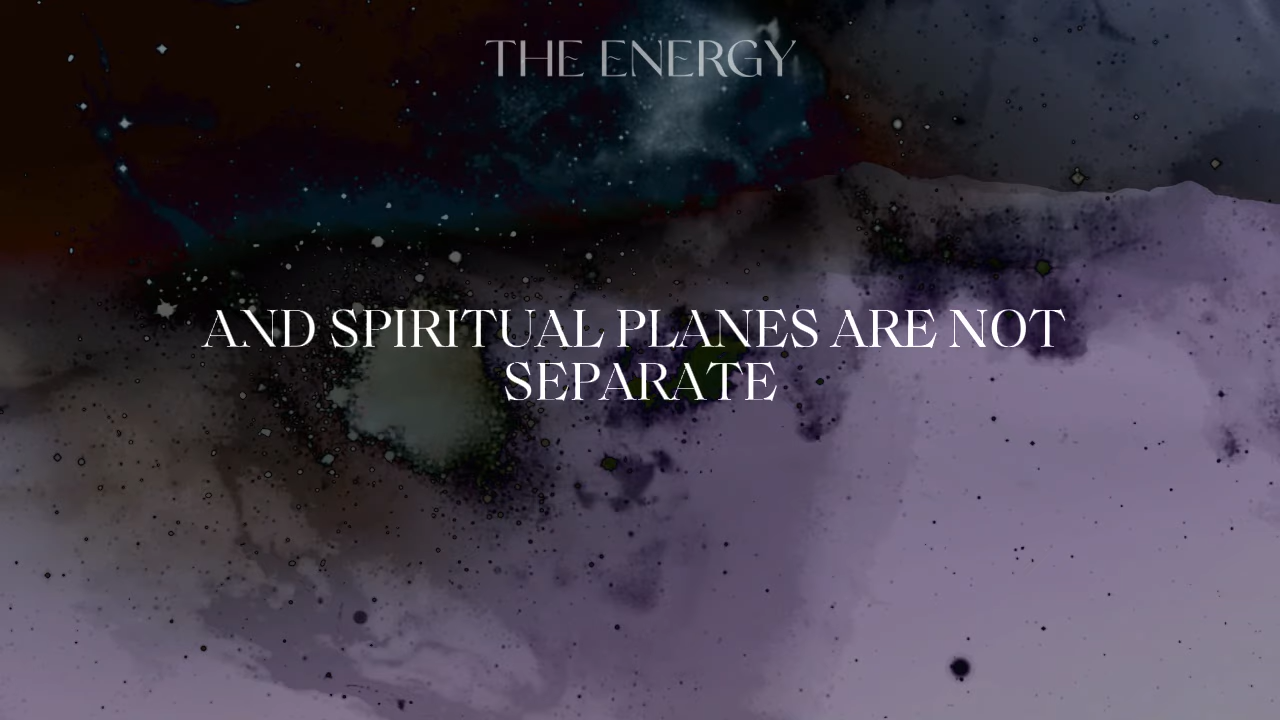 THE ENERGY
AND SPIRITUAL PLANES ARE NOT
SEPARATE